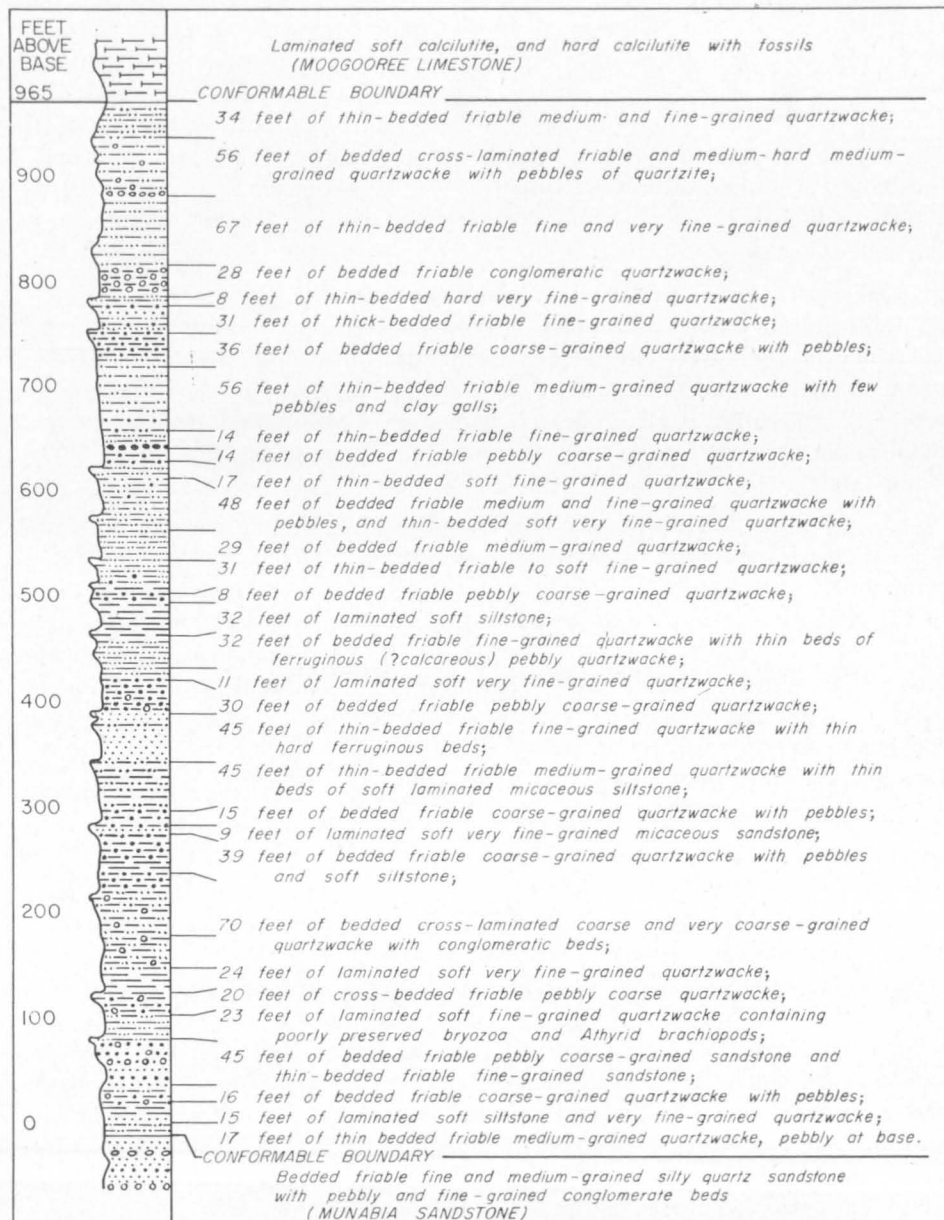 FEET
ABOVE
BASE
Laminated soft calcilutite, and hard calcilutite with fossils
(MOOGOOREE LIMESTONE)
965
CONFORMABLE BOUNDARY
34 feet of thin-bedded friable medium- and fine-grained quartzwacke;
900
56 feet of bedded cross-laminated friable and medium-hard medium-
grained quartzwacke with pebbles of quartzite;
67 feet of thin-bedded friable fine and very fine-grained quartzwacke;
800
28 feet of bedded friable conglomeratic quartzwacke;
8 feet of thin-bedded hard very fine-grained quartzwacke;
31 feet of thick-bedded friable fine-grained quartzwacke;
36 feet of bedded friable coarse-grained quartzwacke with pebbles;
700
56 feet of thin-bedded friable medium-grained quartzwacke with few
pebbles and clay galls;
14 feet of thin-bedded friable fine-grained quartzwacke;
14 feet of bedded friable pebbly coarse-grained quartzwacke;
600
17 feet of thin-bedded soft fine-grained quartzwacke;
48 feet of bedded friable medium and fine-grained quartzwacke with
pebbles, and thin-bedded soft very fine-grained quartzwacke;
29 feet of bedded friable medium-grained quartzwacke;
31 feet of thin-bedded friable to soft fine-grained quartzwacke;
500
8 feet of bedded friable pebbly coarse-grained quartzwacke;
32 feet of laminated soft siltstone;
32 feet of bedded friable fine-grained quartzwacke with thin beds of
ferruginous (?calcareous) pebbly quartzwacke;
11 feet of laminated soft very fine-grained quartzwacke;
400
30 feet of bedded friable pebbly coarse-grained quartzwacke;
45 feet of thin-bedded friable fine-grained quartzwacke with thin
hard ferruginous beds;
45 feet of thin-bedded friable medium-grained quartzwacke with thin
beds of soft laminated micaceous siltstone;
300
15 feet of bedded friable coarse-grained quartzwacke with pebbles;
9 feet of laminated soft very fine-grained micaceous sandstone;
39 feet of bedded friable coarse-grained quartzwacke with pebbles
and soft siltstone;
200
70 feet of bedded cross-laminated coarse and very coarse-grained
quartzwacke with conglomeratic beds;
24 feet of laminated soft very fine-grained quartzwacke;
20 feet of cross-bedded friable pebbly coarse quartzwacke;
100
23 feet of laminated soft fine-grained quartzwacke containing
poorly preserved bryozoa and Athyrid brachiopods;
45 feet of bedded friable pebbly coarse-grained sandstone and
thin-bedded friable fine-grained sandstone;
16 feet of bedded friable coarse-grained quartzwacke with pebbles;
0
15 feet of laminated soft siltstone and very fine-grained quartzwacke;
17 feet of thin bedded friable medium-grained quartzwacke, pebbly at base.
CONFORMABLE BOUNDARY
Bedded friable fine and medium-grained silty quartz sandstone
with pebbly and fine-grained conglomerate beds
(MUNABIA SANDSTONE)